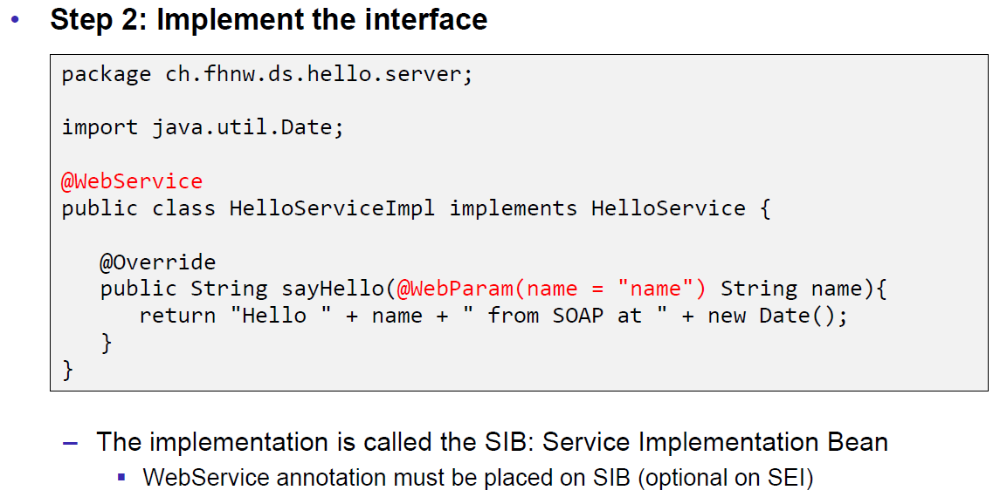 • Step 2: Implement the interface
package ch.fhnw.ds.hello.server;
import java.util.Date;
@WebService
public class HelloServiceImpl implements HelloService {
@Override
public String sayHello(@WebParam(name = "name") String name){
return "Hello " + name + " from SOAP at " + new Date();
}
}
– The implementation is called the SIB: Service Implementation Bean
▪ WebService annotation must be placed on SIB (optional on SEI)